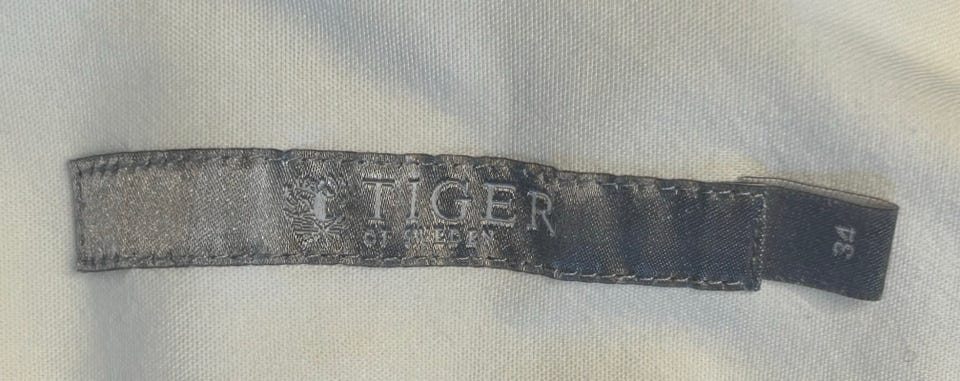 TiGER
OF SWEDEN
34